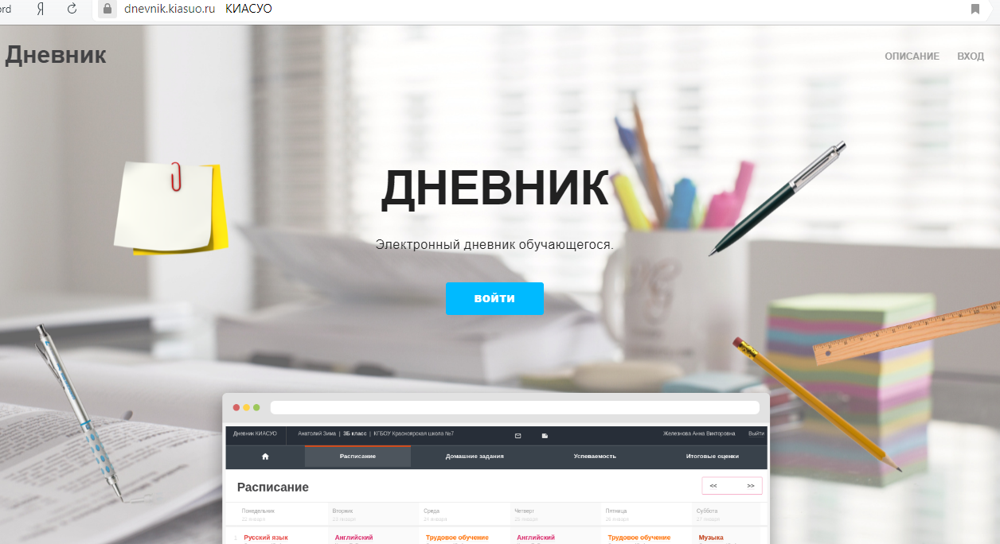 ord
Я
dnevnik.kiasuo.ru КИАСУО
Дневник
ОПИСАНИЕ ВХОД
ДНЕВНИК
Электронный дневник обучающегося.
ВОЙТИ
Дневник КИАСУО Анатолий Зима | 3Б класс | КГБОУ Красноярская школа №7 Железнова Анна Викторовна Выйти
Расписание Домашние задания Успеваемость Итоговые оценки
Расписание << >>
Понедельник Вторник Среда Четверг Пятница Суббота
22 января 23 января 24 января 25 января 26 января 27 января
1 Русский язык Английский Трудовое обучение Английский Трудовое обучение Музыка